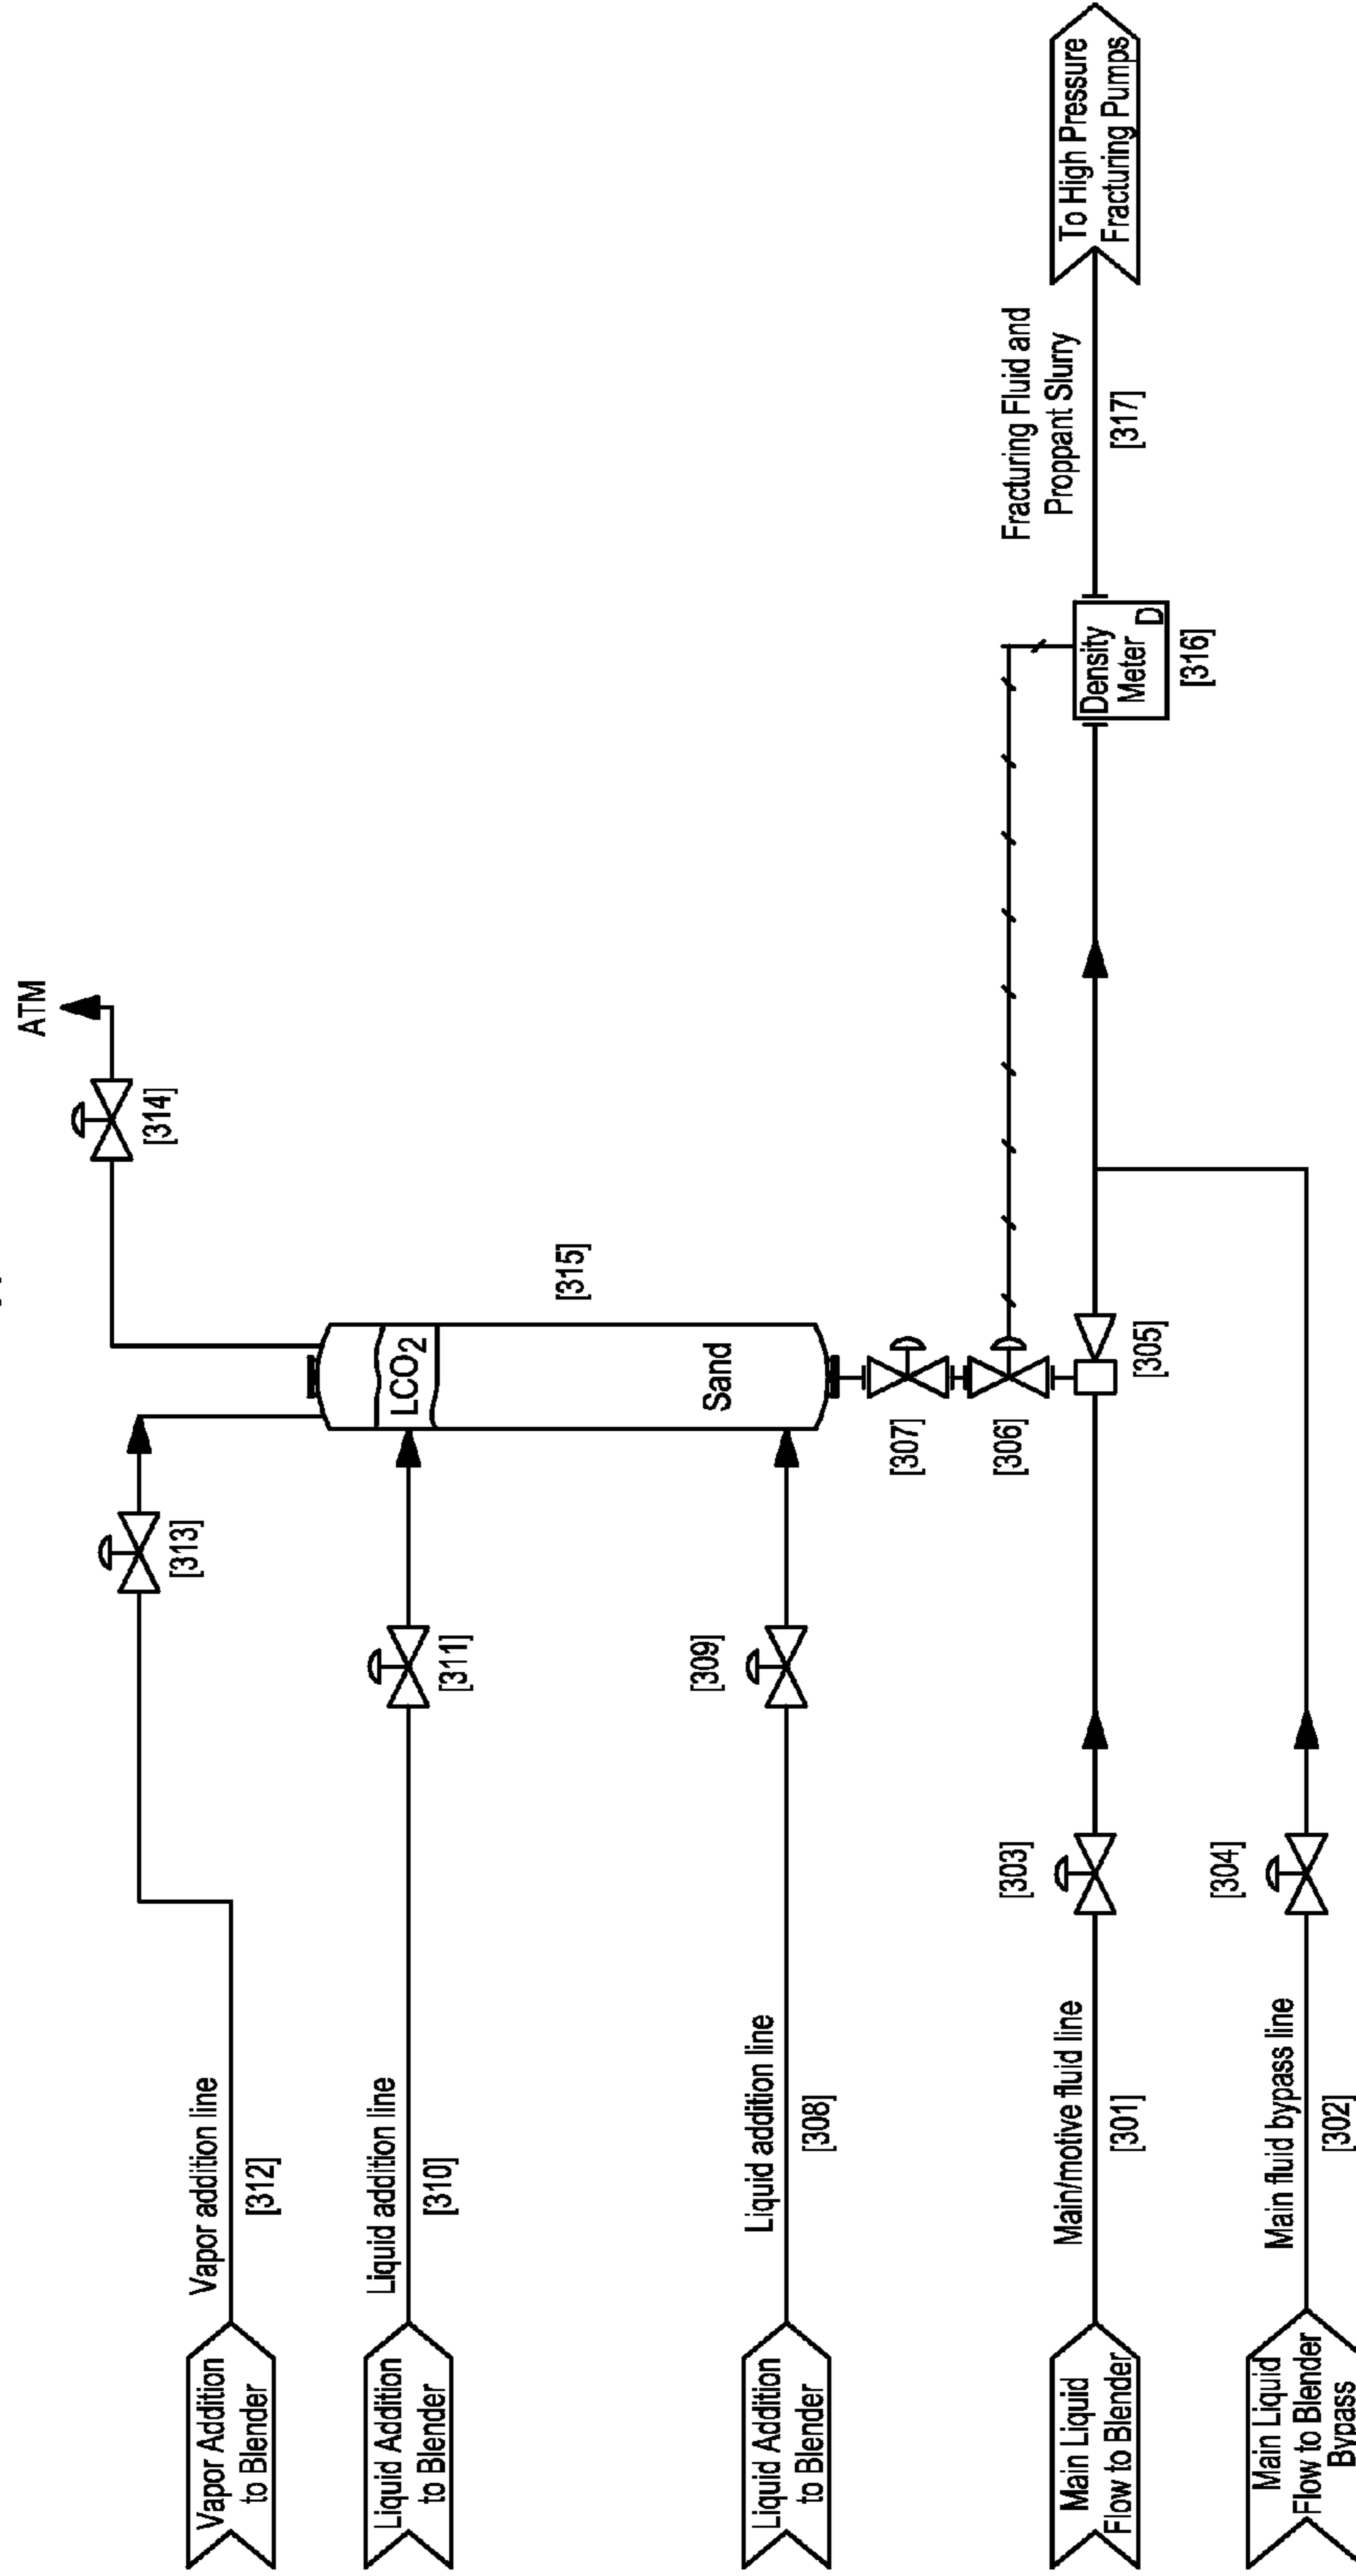 ATM
[314]
Vapor Addition
to Blender
Vapor addition line
[312]
[313]
Liquid Addition
to Blender
Liquid addition line
[310]
[311]
LCO2
Sand
[315]
Liquid Addition
to Blender
Liquid addition line
[308]
[309]
[307]
[306]
Main Liquid
Flow to Blender
Main/motive fluid line
[301]
[303]
[305]
Density
Meter D
[316]
Fracturing Fluid and
Proppant Slurry
[317]
To High Pressure
Fracturing Pumps
Main Liquid
Flow to Blender
Bypass
Main fluid bypass line
[302]
[304]